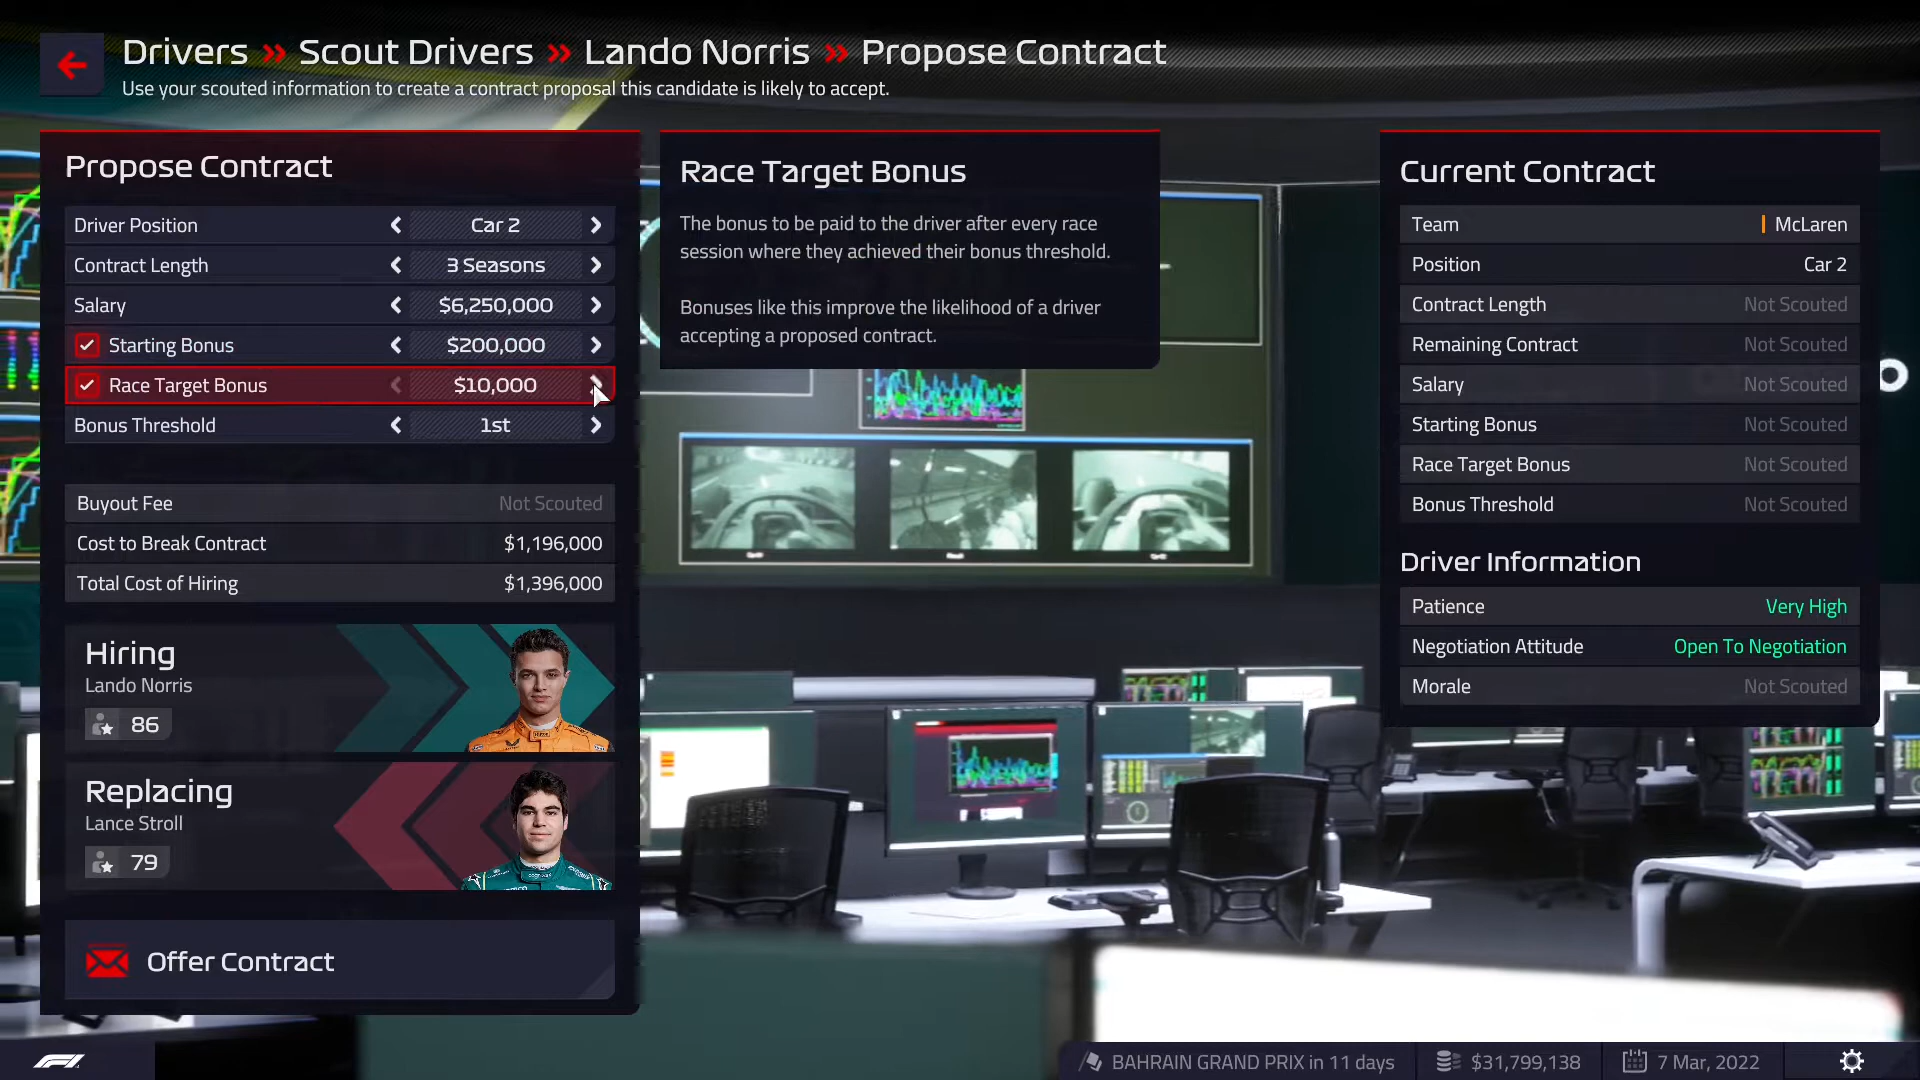 Drivers » Scout Drivers » Lando Norris » Propose Contract
Use your scouted information to create a contract proposal this candidate is likely to accept.
Propose Contract
Driver Position Car 2
Contract Length 3 Seasons
Salary $6,250,000
Starting Bonus $200,000
Race Target Bonus $10,000
Bonus Threshold 1st
Buyout Fee Not Scouted
Cost to Break Contract $1,196,000
Total Cost of Hiring $1,396,000
Hiring
Lando Norris
86
Replacing
Lance Stroll
79
Offer Contract
Race Target Bonus
The bonus to be paid to the driver after every race
session where they achieved their bonus threshold.
Bonuses like this improve the likelihood of a driver
accepting a proposed contract.
Current Contract
Team McLaren
Position Car 2
Contract Length Not Scouted
Remaining Contract Not Scouted
Salary Not Scouted
Starting Bonus Not Scouted
Race Target Bonus Not Scouted
Bonus Threshold Not Scouted
Driver Information
Patience Very High
Negotiation Attitude Open To Negotiation
Morale Not Scouted
F1
BAHRAIN GRAND PRIX in 11 days
$31,799,138
7 Mar, 2022